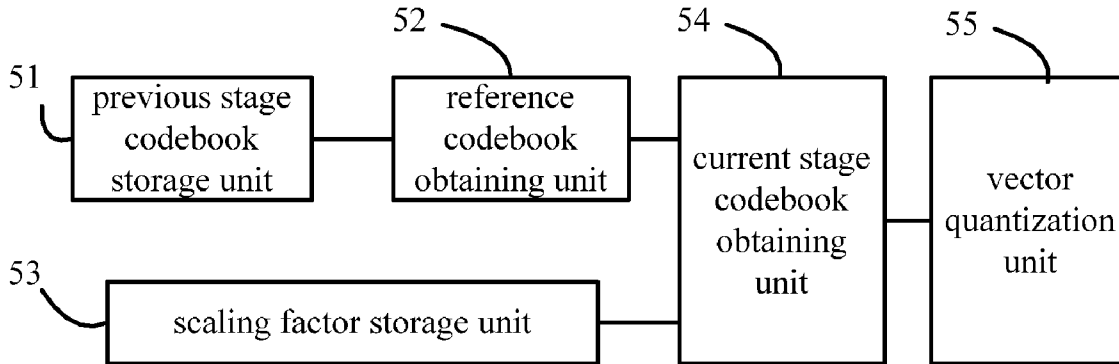 51
previous stage
codebook
storage unit
52
reference
codebook
obtaining unit
53
scaling factor storage unit
54
current stage
codebook
obtaining
unit
55
vector
quantization
unit